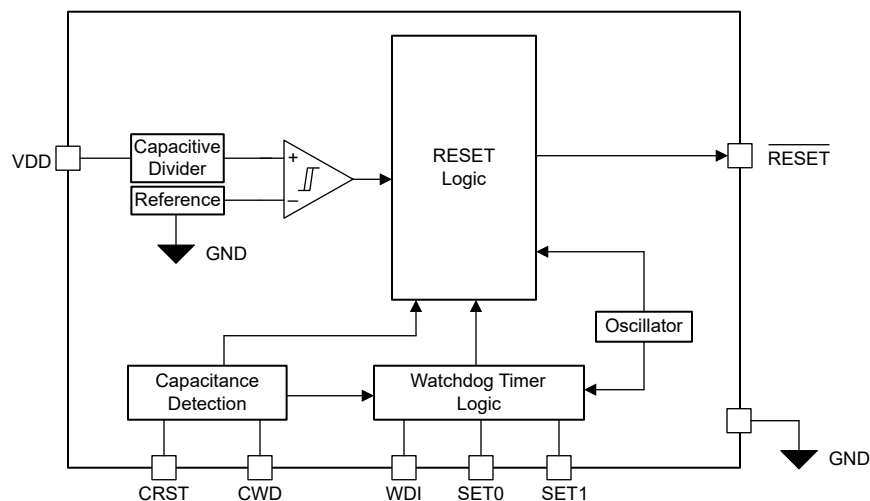 VDD
Capacitive
Divider
Reference
GND
+
−
RESET
Logic
RESET
Oscillator
Capacitance
Detection
Watchdog Timer
Logic
GND
CRST
CWD
WDI
SET0
SET1